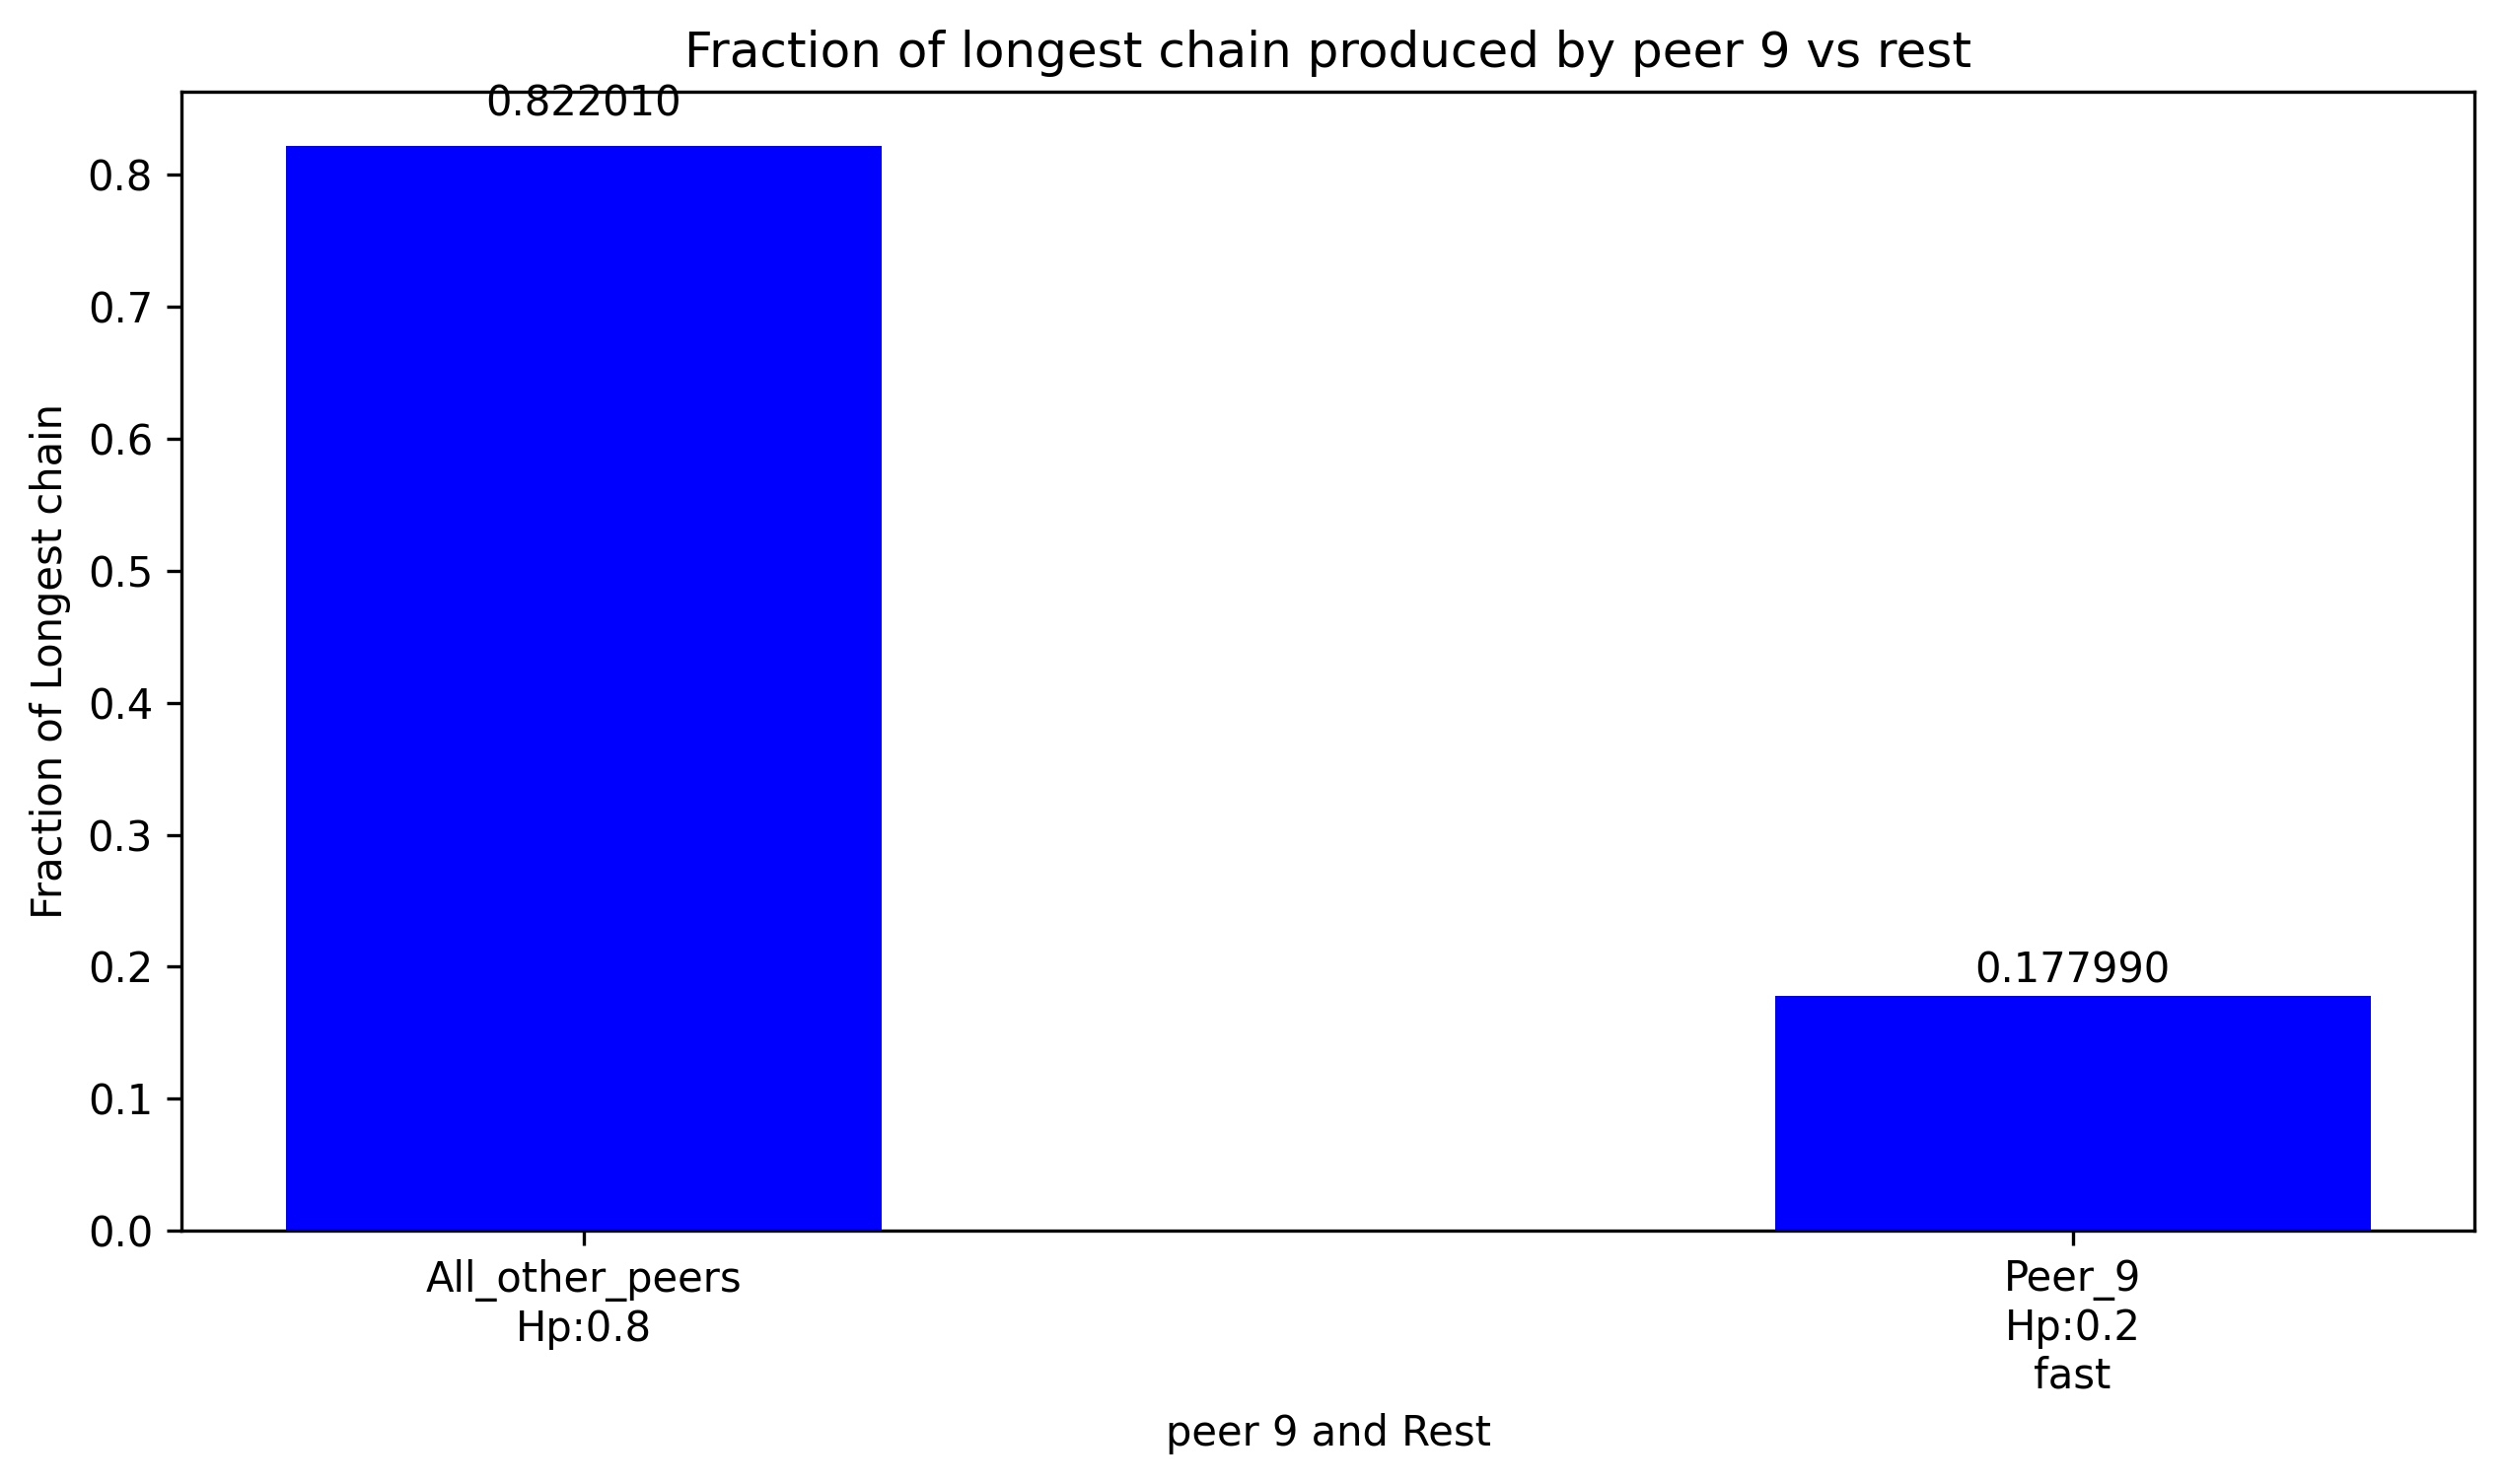 Fraction of longest chain produced by peer 9 vs rest
0.822010
0.8
0.7
0.6
0.5
0.4
0.3
0.2
0.1
0.0
Fraction of Longest chain
0.177990
All_other_peers
Hp:0.8
Peer_9
Hp:0.2
fast
peer 9 and Rest